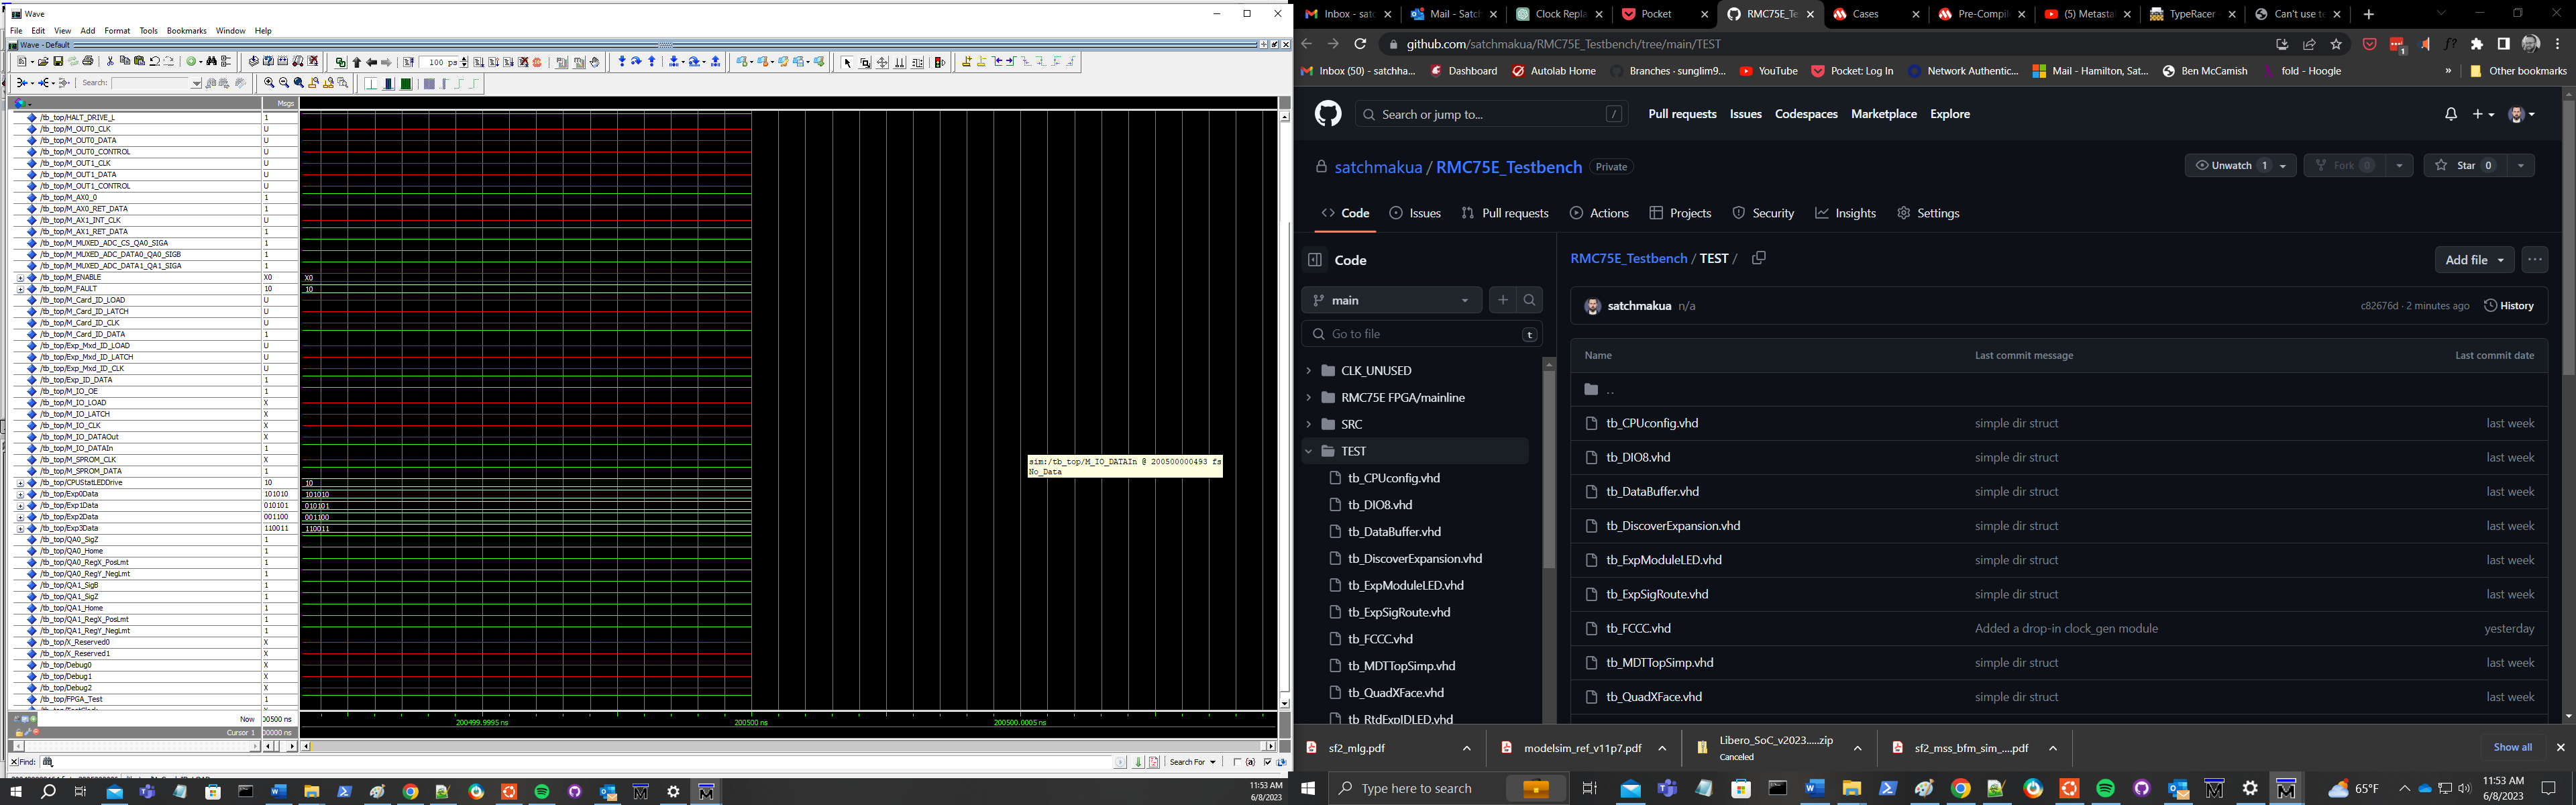 Wave
File Edit View Add Format Tools Bookmarks Window Help
Wave - Default
100 ps
Search:
Msgs
/tb_top/HALT_DRIVE_L 1
/tb_top/M_OUT0_CLK U
/tb_top/M_OUT0_DATA U
/tb_top/M_OUT0_CONTROL U
/tb_top/M_OUT1_CLK U
/tb_top/M_OUT1_DATA U
/tb_top/M_OUT1_CONTROL U
/tb_top/M_AX0_0 1
/tb_top/M_AX0_RET_DATA 1
/tb_top/M_AX1_INT_CLK U
/tb_top/M_AX1_RET_DATA 1
/tb_top/M_MUXED_ADC_CS_QA0_SIGA 1
/tb_top/M_MUXED_ADC_DATA0_QA0_SIGB 1
/tb_top/M_MUXED_ADC_DATA1_QA1_SIGA 1
/tb_top/M_ENABLE X0 X0
/tb_top/M_FAULT 10 10
/tb_top/M_Card_ID_LOAD U
/tb_top/M_Card_ID_LATCH U
/tb_top/M_Card_ID_CLK U
/tb_top/M_Card_ID_DATA 1
/tb_top/Exp_Mxd_ID_LOAD U
/tb_top/Exp_Mxd_ID_LATCH U
/tb_top/Exp_Mxd_ID_CLK U
/tb_top/Exp_ID_DATA 1
/tb_top/M_IO_OE 1
/tb_top/M_IO_LOAD X
/tb_top/M_IO_LATCH X
/tb_top/M_IO_CLK X
/tb_top/M_IO_DATAOut X
/tb_top/M_IO_DATAIn 1
/tb_top/M_SPROM_CLK X
/tb_top/M_SPROM_DATA 1
/tb_top/CPUStatLEDDrive 10 10
/tb_top/Exp0Data 101010 101010
/tb_top/Exp1Data 010101 010101
/tb_top/Exp2Data 001100 001100
/tb_top/Exp3Data 110011 110011
/tb_top/QA0_SigZ 1
/tb_top/QA0_Home 1
/tb_top/QA0_RegX_PosLmt 1
/tb_top/QA0_RegY_NegLmt 1
/tb_top/QA1_SigB 1
/tb_top/QA1_SigZ 1
/tb_top/QA1_Home 1
/tb_top/QA1_RegX_PosLmt 1
/tb_top/QA1_RegY_NegLmt 1
/tb_top/X_Reserved0 X
/tb_top/X_Reserved1 X
/tb_top/Debug0 X
/tb_top/Debug1 X
/tb_top/Debug2 X
/tb_top/FPGA_Test 1
sim:/tb_top/M_IO_DATAIn @ 200500000493 fs
No_Data
Now 00500 ns
200499.9995 ns 200500 ns 200500.0005 ns
Cursor 1 00000 ns
Find: Search For (a)
11:53 AM
6/8/2023
Inbox - sat Mail - Satch Clock Repla Pocket RMC75E_Te Cases Pre-Compil (5) Metasta TypeRacer Can't use te
github.com/satchmakua/RMC75E_Testbench/tree/main/TEST
Inbox (50) - satchha... Dashboard Autolab Home Branches · sunglim9... YouTube Pocket: Log In Network Authentic... Mail - Hamilton, Sat... Ben McCamish fold - Hoogle » Other bookmarks
Search or jump to... / Pull requests Issues Codespaces Marketplace Explore
satchmakua / RMC75E_Testbench Private
Unwatch 1 Fork 0 Star 0
Code Issues Pull requests Actions Projects Security Insights Settings
Code
main
Go to file t
CLK_UNUSED
RMC75E FPGA/mainline
SRC
TEST
tb_CPUconfig.vhd
tb_DIO8.vhd
tb_DataBuffer.vhd
tb_DiscoverExpansion.vhd
tb_ExpModuleLED.vhd
tb_ExpSigRoute.vhd
tb_FCCC.vhd
tb_MDTTopSimp.vhd
tb_QuadXFace.vhd
tb_RtdExpIDLED.vhd
RMC75E_Testbench / TEST /
Add file ...
satchmakua n/a c82676d · 2 minutes ago History
Name Last commit message Last commit date
..
tb_CPUconfig.vhd simple dir struct last week
tb_DIO8.vhd simple dir struct last week
tb_DataBuffer.vhd simple dir struct last week
tb_DiscoverExpansion.vhd simple dir struct last week
tb_ExpModuleLED.vhd simple dir struct last week
tb_ExpSigRoute.vhd simple dir struct last week
tb_FCCC.vhd Added a drop-in clock_gen module yesterday
tb_MDTTopSimp.vhd simple dir struct last week
tb_QuadXFace.vhd simple dir struct last week
sf2_mlg.pdf modelsim_ref_v11p7.pdf Libero_SoC_v2023.....zip sf2_mss_bfm_sim_....pdf Show all
Canceled
Type here to search
65°F
11:53 AM
6/8/2023